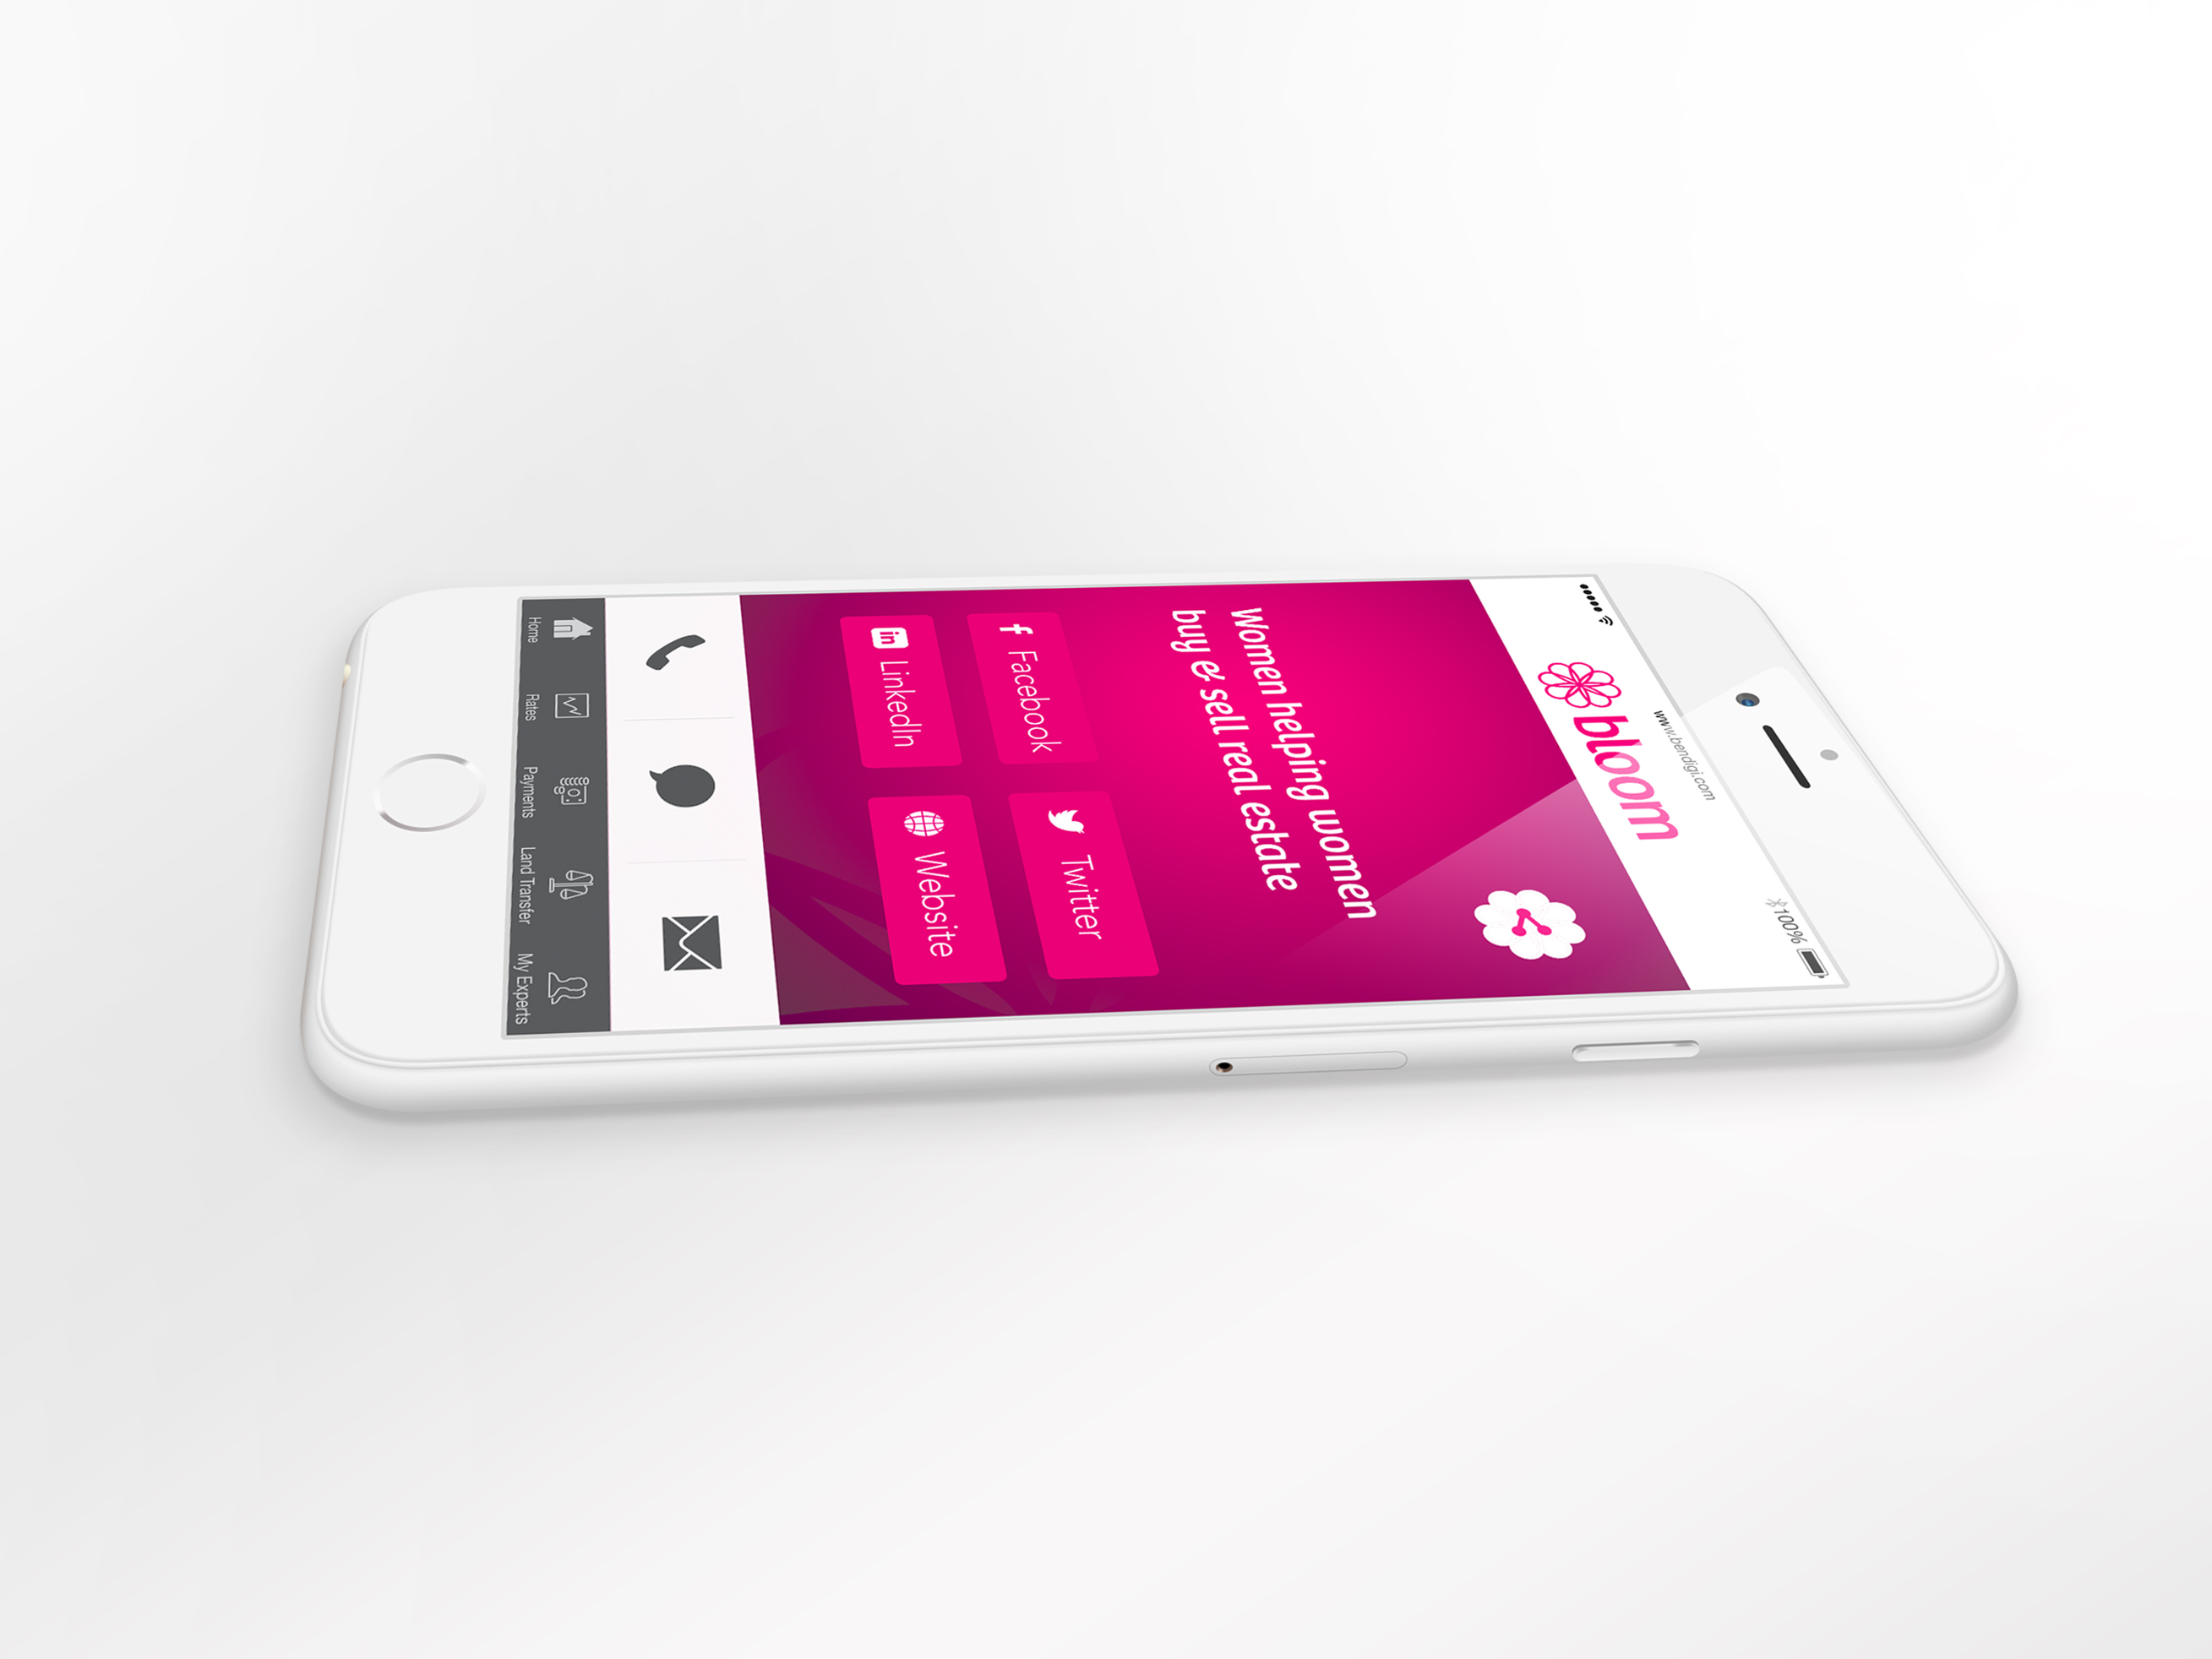 www.bendigi.com
100%
bloom
Women helping women
buy & sell real estate
Facebook
Twitter
LinkedIn
Website
Home
Rates
Payments
Land Transfer
My Experts